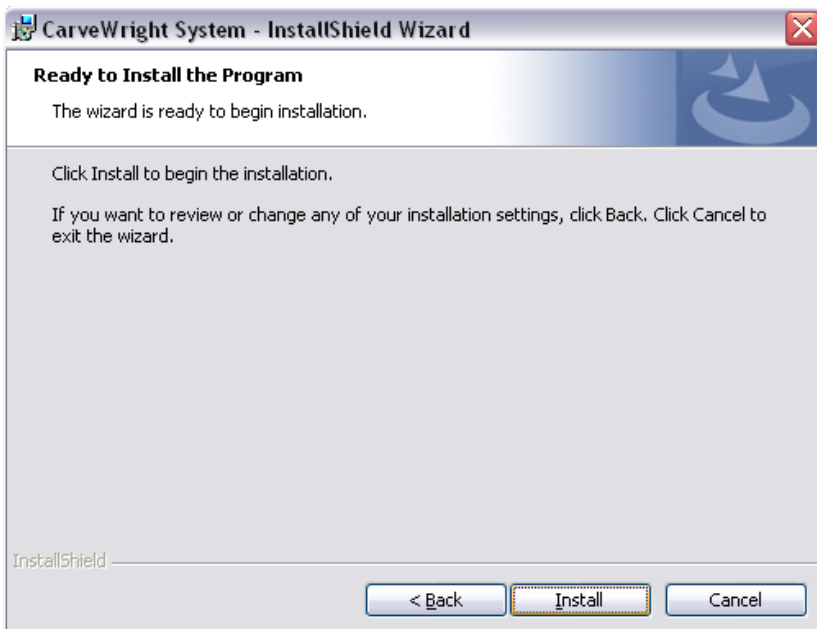 CarveWright System - InstallShield Wizard
Ready to Install the Program
The wizard is ready to begin installation.
Click Install to begin the installation.
If you want to review or change any of your installation settings, click Back. Click Cancel to
exit the wizard.
InstallShield
< Back Install Cancel